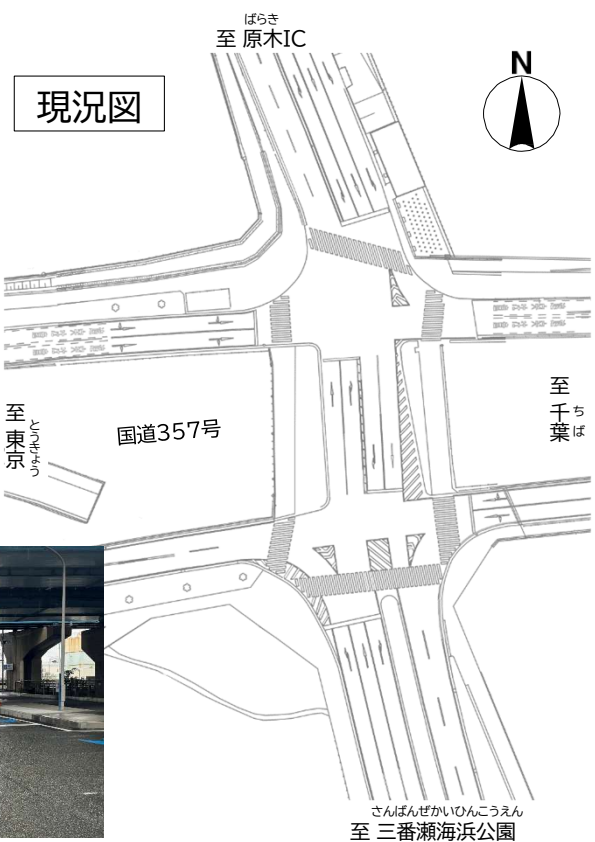 ばらき
至 原木IC
現況図
N
至 千葉
ちば
至 東京
とうきょう
国道357号
さんばんぜかいひんこうえん
至 三番瀬海浜公園